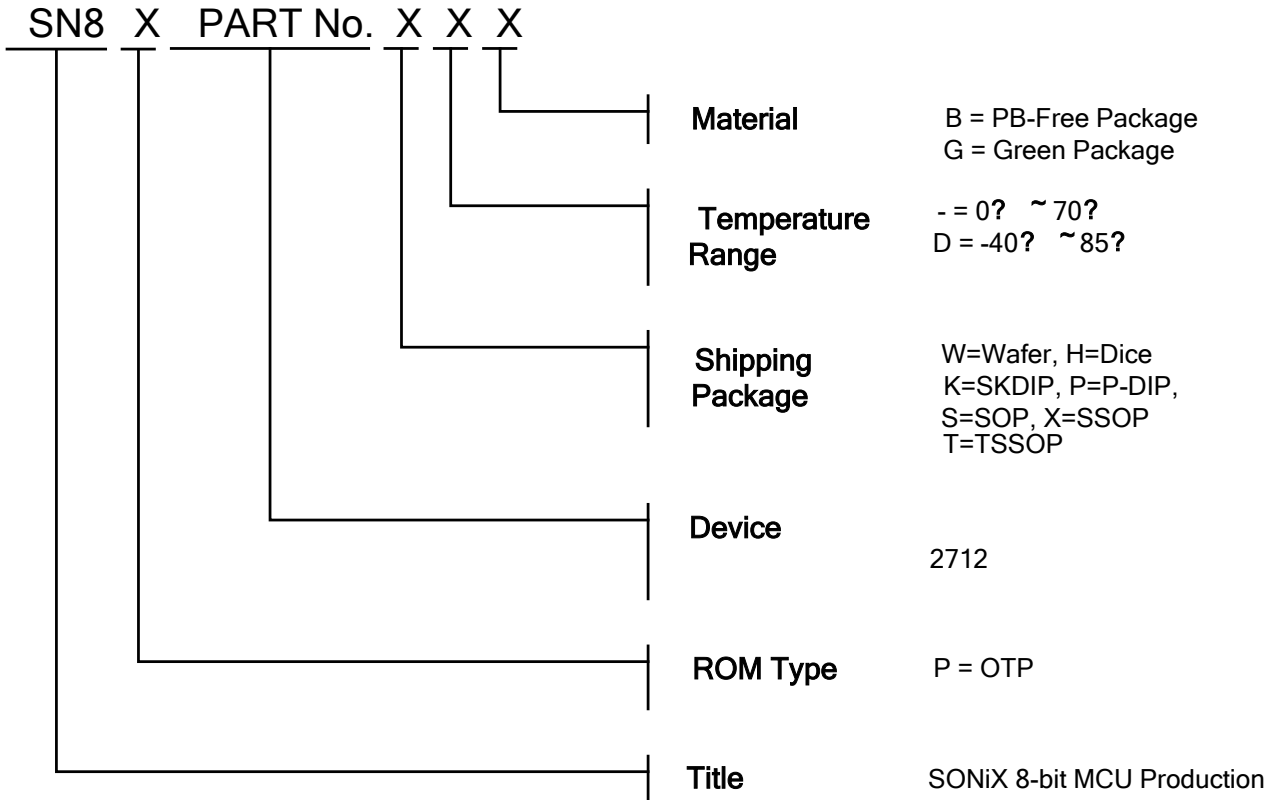 SN8 X PART No. X X X
Material B = PB-Free Package
G = Green Package
Temperature - = 0? ~ 70?
Range D = -40? ~ 85?
Shipping W=Wafer, H=Dice
Package K=SKDIP, P=P-DIP,
S=SOP, X=SSOP
T=TSSOP
Device
2712
ROM Type P = OTP
Title SONiX 8-bit MCU Production